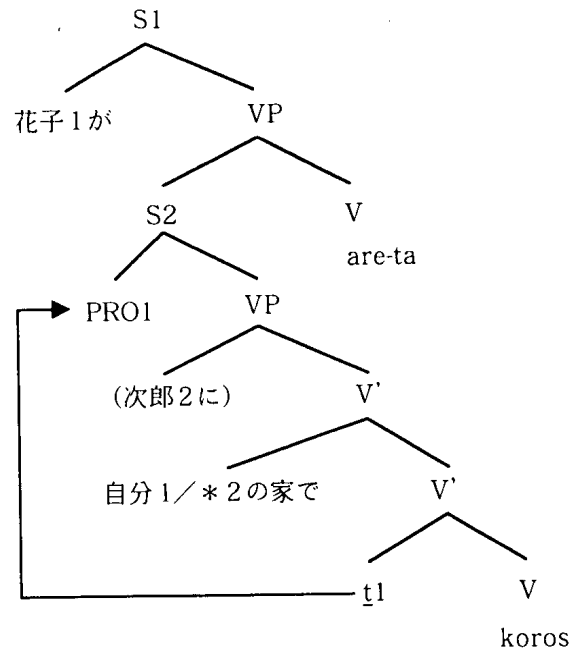 S1
花子1が VP
S2 V
are-ta
PRO1 VP
(次郎2に) V'
自分1/*2の家で V'
t1 V
koros